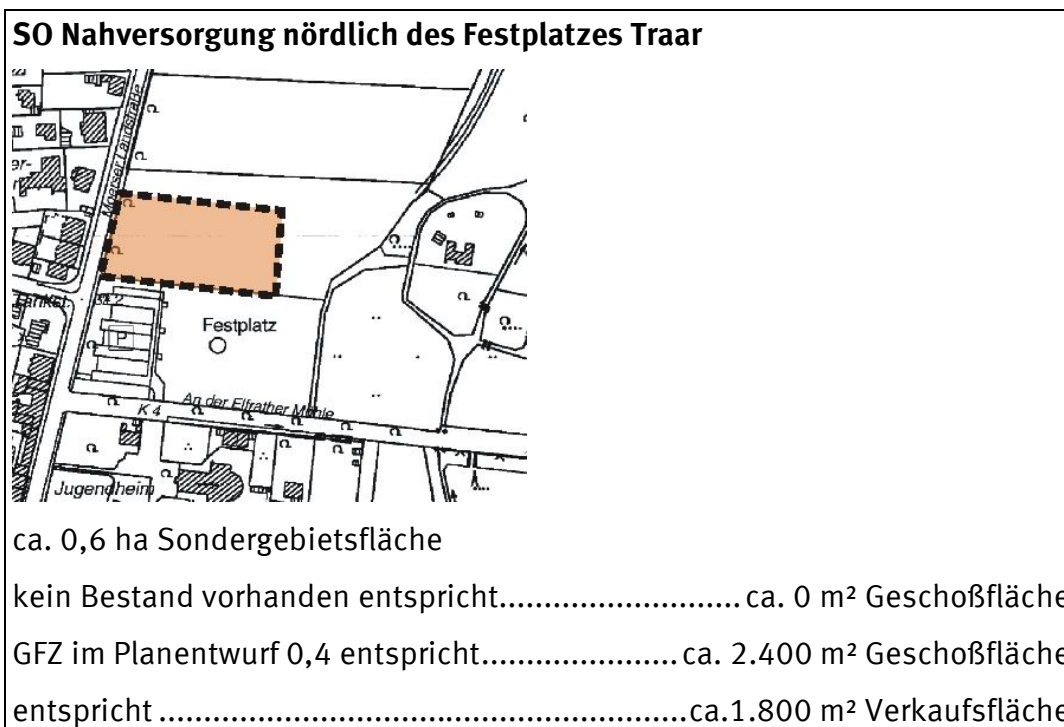 SO Nahversorgung nördlich des Festplatzes Traar
Moerser Landstraße
Festplatz
P
An der Elfrather Mühle
K 4
Jugendheim
ca. 0,6 ha Sondergebietsfläche
kein Bestand vorhanden entspricht........................... ca. 0 m² Geschoßfläche
GFZ im Planentwurf 0,4 entspricht...................... ca. 2.400 m² Geschoßfläche
entspricht ..........................................................ca.1.800 m² Verkaufsfläche